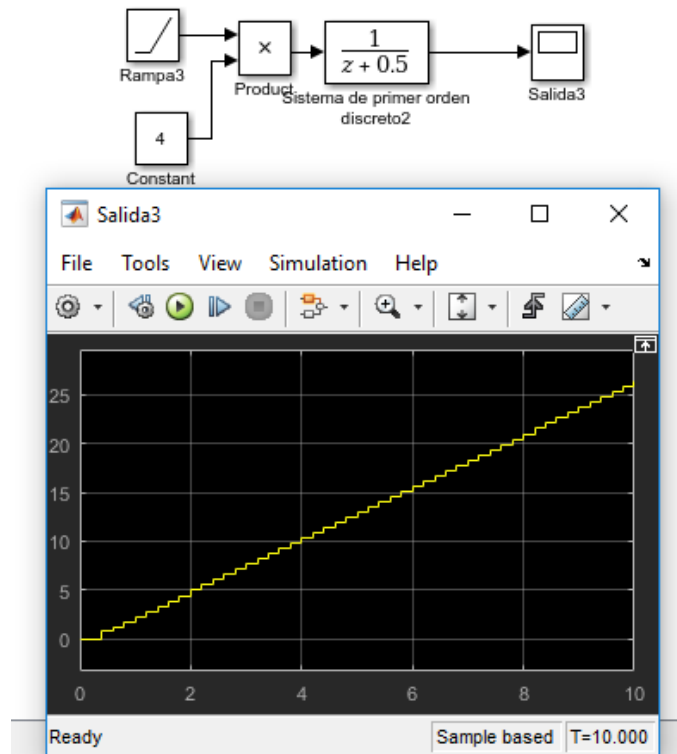 Rampa3
×
Product
1
z + 0.5
Sistema de primer orden
discreto2
Salida3
4
Constant
Salida3
File Tools View Simulation Help
25
20
15
10
5
0
0 2 4 6 8 10
Ready Sample based T=10.000